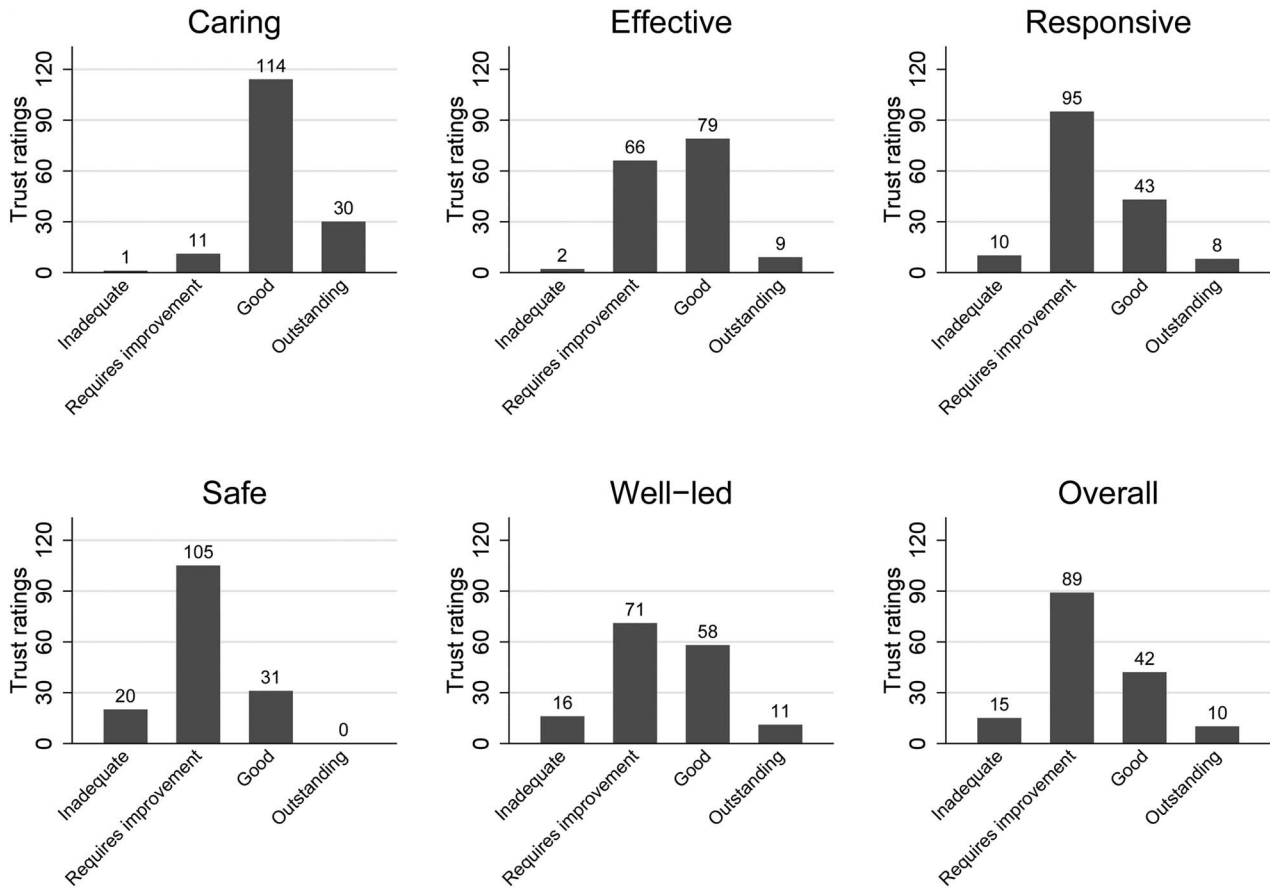 Caring
Trust ratings
120
90
60
30
0
1
11
114
30
Inadequate
Requires improvement
Good
Outstanding
Effective
Trust ratings
120
90
60
30
0
2
66
79
9
Inadequate
Requires improvement
Good
Outstanding
Responsive
Trust ratings
120
90
60
30
0
10
95
43
8
Inadequate
Requires improvement
Good
Outstanding
Safe
Trust ratings
120
90
60
30
0
20
105
31
0
Inadequate
Requires improvement
Good
Outstanding
Well−led
Trust ratings
120
90
60
30
0
16
71
58
11
Inadequate
Requires improvement
Good
Outstanding
Overall
Trust ratings
120
90
60
30
0
15
89
42
10
Inadequate
Requires improvement
Good
Outstanding